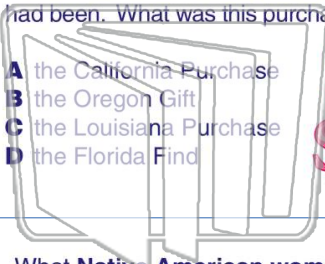 had been. What was this purcha
A the California Purchase
B the Oregon Gift
C the Louisiana Purchase
D the Florida Find
What Native American wom